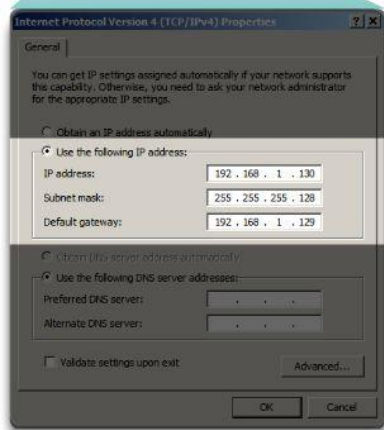 Internet Protocol Version 4 (TCP/IPv4) Properties
General
You can get IP settings assigned automatically if your network supports
this capability. Otherwise, you need to ask your network administrator
for the appropriate IP settings.
Obtain an IP address automatically
Use the following IP address:
IP address: 192 . 168 . 1 . 130
Subnet mask: 255 . 255 . 255 . 128
Default gateway: 192 . 168 . 1 . 129
Obtain DNS server address automatically
Use the following DNS server addresses:
Preferred DNS server: . . .
Alternate DNS server: . . .
Validate settings upon exit
Advanced...
OK Cancel